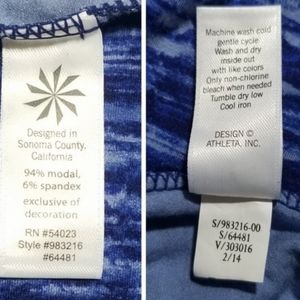 Designed in
Sonoma County,
California
94% modal,
6% spandex
exclusive of
decoration
RN #54023
Style #983216
#64481
Machine wash cold
gentle cycle
Wash and dry
inside out
with like colors
Only non-chlorine
bleach when needed
Tumble dry low
Cool iron
DESIGN ©
ATHLETA, INC.
S/983216-00
S/64481
V/303016
2/14